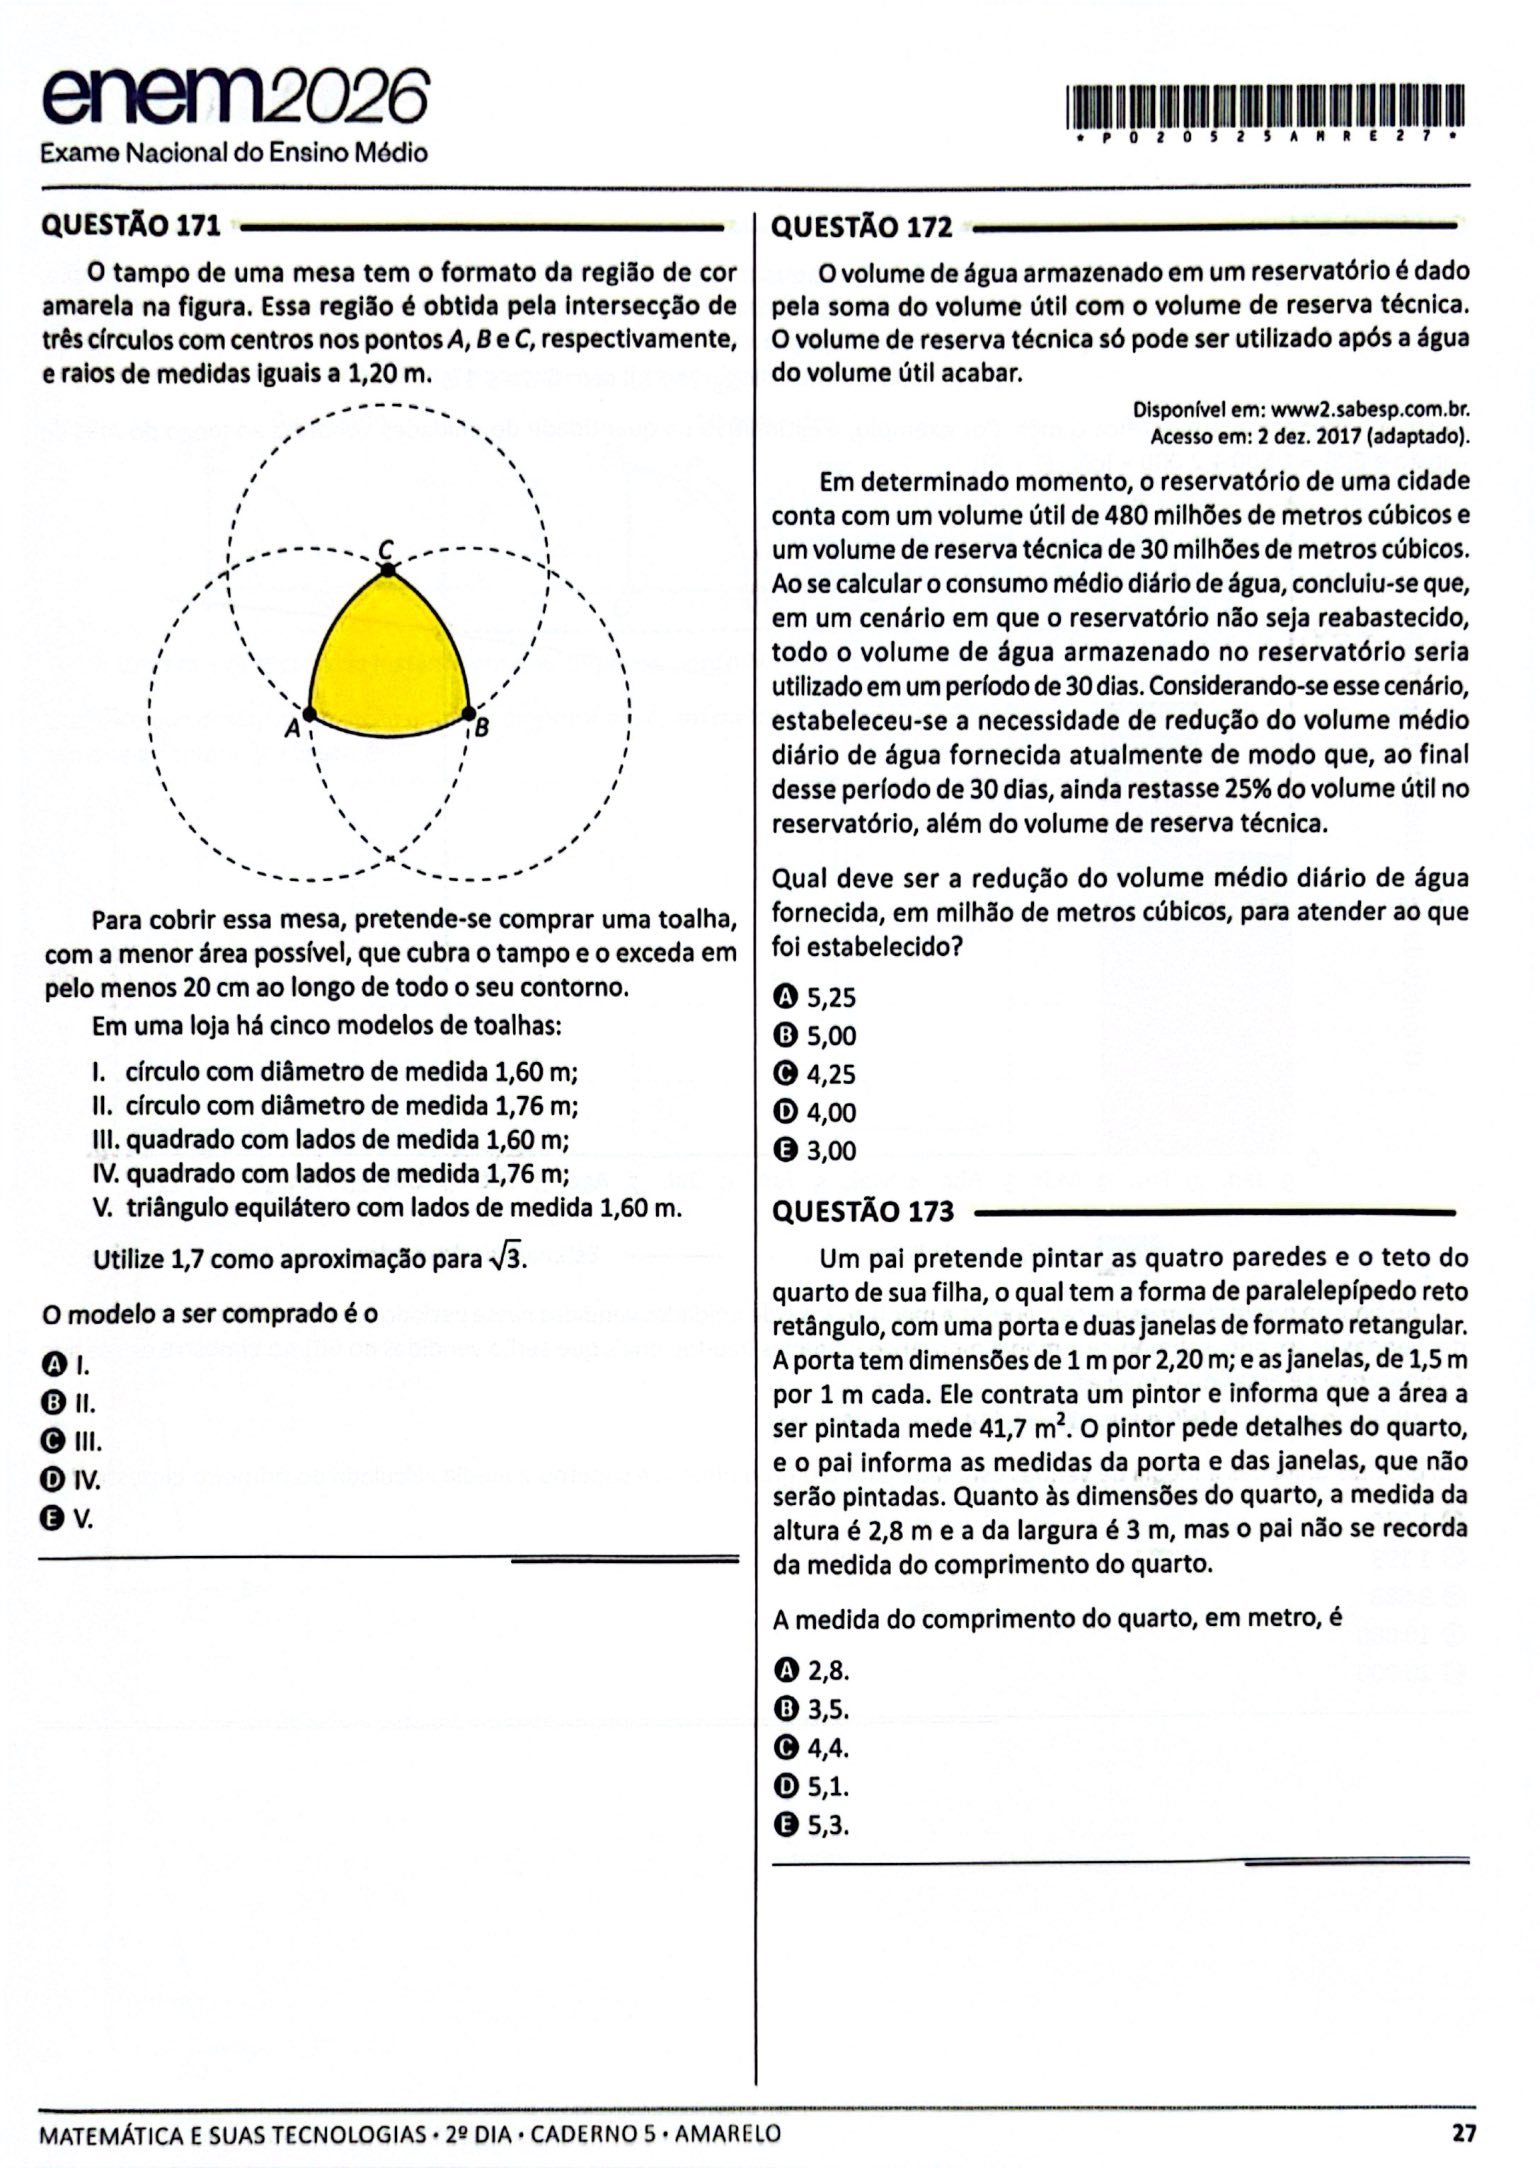 enem2026
Exame Nacional do Ensino Médio
* P 0 2 0 5 2 5 A M R E 2 7 *
QUESTÃO 171
O tampo de uma mesa tem o formato da região de cor
amarela na figura. Essa região é obtida pela intersecção de
três círculos com centros nos pontos A, B e C, respectivamente,
e raios de medidas iguais a 1,20 m.
C
A
B
Para cobrir essa mesa, pretende-se comprar uma toalha,
com a menor área possível, que cubra o tampo e o exceda em
pelo menos 20 cm ao longo de todo o seu contorno.
Em uma loja há cinco modelos de toalhas:
I. círculo com diâmetro de medida 1,60 m;
II. círculo com diâmetro de medida 1,76 m;
III. quadrado com lados de medida 1,60 m;
IV. quadrado com lados de medida 1,76 m;
V. triângulo equilátero com lados de medida 1,60 m.
Utilize 1,7 como aproximação para √3.
O modelo a ser comprado é o
A I.
B II.
C III.
D IV.
E V.
QUESTÃO 172
O volume de água armazenado em um reservatório é dado
pela soma do volume útil com o volume de reserva técnica.
O volume de reserva técnica só pode ser utilizado após a água
do volume útil acabar.
Disponível em: www2.sabesp.com.br.
Acesso em: 2 dez. 2017 (adaptado).
Em determinado momento, o reservatório de uma cidade
conta com um volume útil de 480 milhões de metros cúbicos e
um volume de reserva técnica de 30 milhões de metros cúbicos.
Ao se calcular o consumo médio diário de água, concluiu-se que,
em um cenário em que o reservatório não seja reabastecido,
todo o volume de água armazenado no reservatório seria
utilizado em um período de 30 dias. Considerando-se esse cenário,
estabeleceu-se a necessidade de redução do volume médio
diário de água fornecida atualmente de modo que, ao final
desse período de 30 dias, ainda restasse 25% do volume útil no
reservatório, além do volume de reserva técnica.
Qual deve ser a redução do volume médio diário de água
fornecida, em milhão de metros cúbicos, para atender ao que
foi estabelecido?
A 5,25
B 5,00
C 4,25
D 4,00
E 3,00
QUESTÃO 173
Um pai pretende pintar as quatro paredes e o teto do
quarto de sua filha, o qual tem a forma de paralelepípedo reto
retângulo, com uma porta e duas janelas de formato retangular.
A porta tem dimensões de 1 m por 2,20 m; e as janelas, de 1,5 m
por 1 m cada. Ele contrata um pintor e informa que a área a
ser pintada mede 41,7 m². O pintor pede detalhes do quarto,
e o pai informa as medidas da porta e das janelas, que não
serão pintadas. Quanto às dimensões do quarto, a medida da
altura é 2,8 m e a da largura é 3 m, mas o pai não se recorda
da medida do comprimento do quarto.
A medida do comprimento do quarto, em metro, é
A 2,8.
B 3,5.
C 4,4.
D 5,1.
E 5,3.
MATEMÁTICA E SUAS TECNOLOGIAS • 2º DIA • CADERNO 5 • AMARELO
27